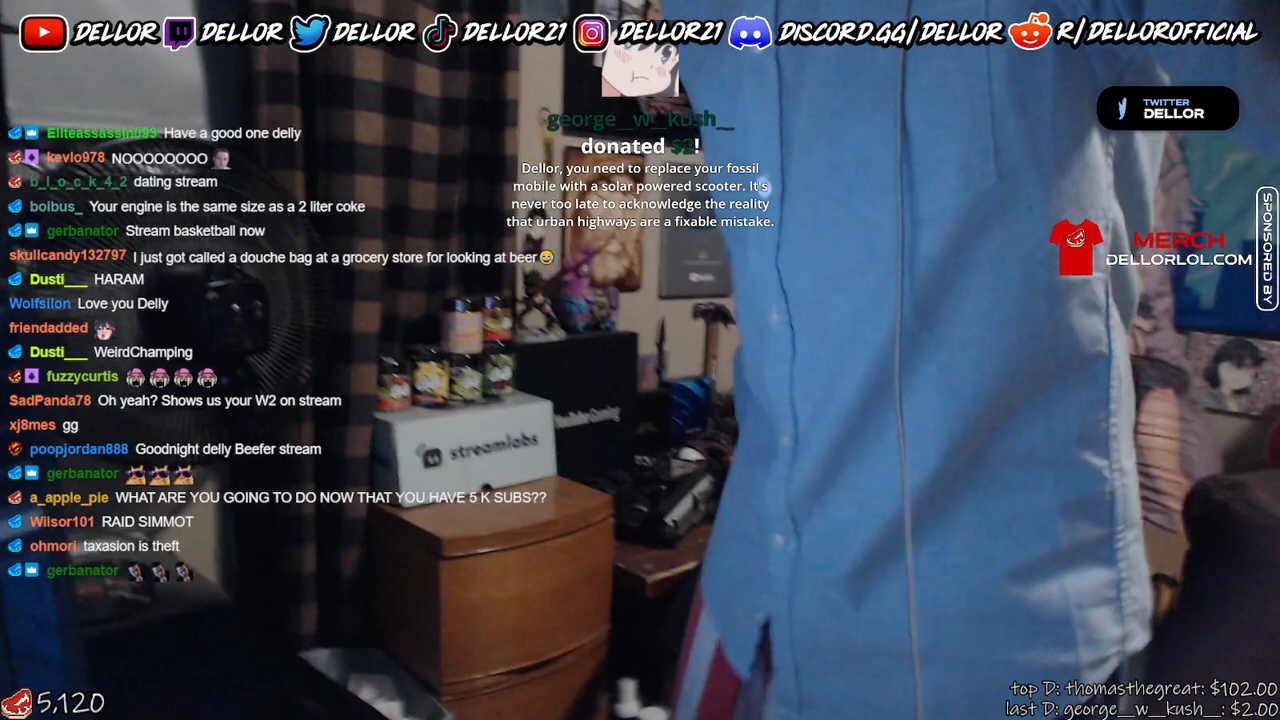 DELLOR DELLOR DELLOR DELLOR21 DELLOR21 DISCORD.GG/DELLOR R/DELLOROFFICIAL
TWITTER
DELLOR
george__w__kush__
donated $2!
Dellor, you need to replace your fossil
mobile with a solar powered scooter. It's
never too late to acknowledge the reality
that urban highways are a fixable mistake.
Eliteassassin093 Have a good one delly
kevlo978 NOOOOOOOO
b_l_o_c_k_4_2 dating stream
boibus_ Your engine is the same size as a 2 liter coke
gerbanator Stream basketball now
skullcandy132797 I just got called a douche bag at a grocery store for looking at beer
Dusti___ HARAM
Wolfsilon Love you Delly
friendadded
Dusti___ WeirdChamping
fuzzycurtis
SadPanda78 Oh yeah? Shows us your W2 on stream
xj8mes gg
poopjordan888 Goodnight delly Beefer stream
gerbanator
a_apple_pie WHAT ARE YOU GOING TO DO NOW THAT YOU HAVE 5 K SUBS??
Wilsor101 RAID SIMMOT
ohmori taxasion is theft
gerbanator
MERCH
DELLORLOL.COM
SPONSORED BY
streamlabs
YouTube Gaming
5,120
top D: thomasthegreat: $102.00
last D: george__w__kush__: $2.00